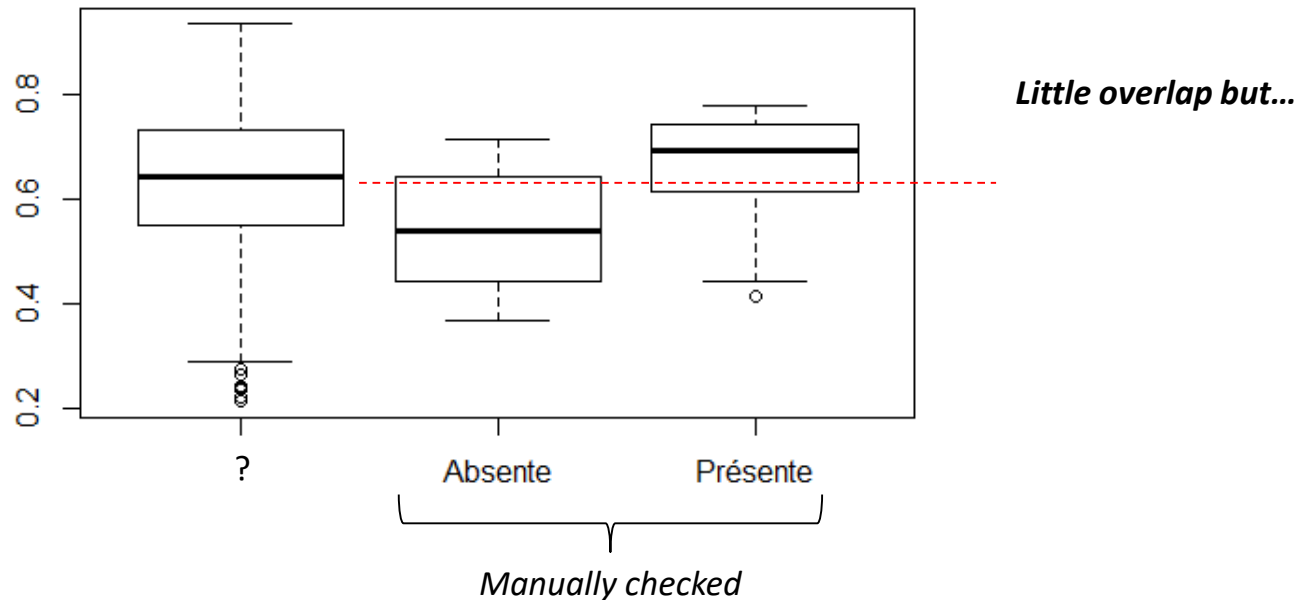 0.8
0.6
0.4
0.2
Little overlap but…
? Absente Présente
Manually checked